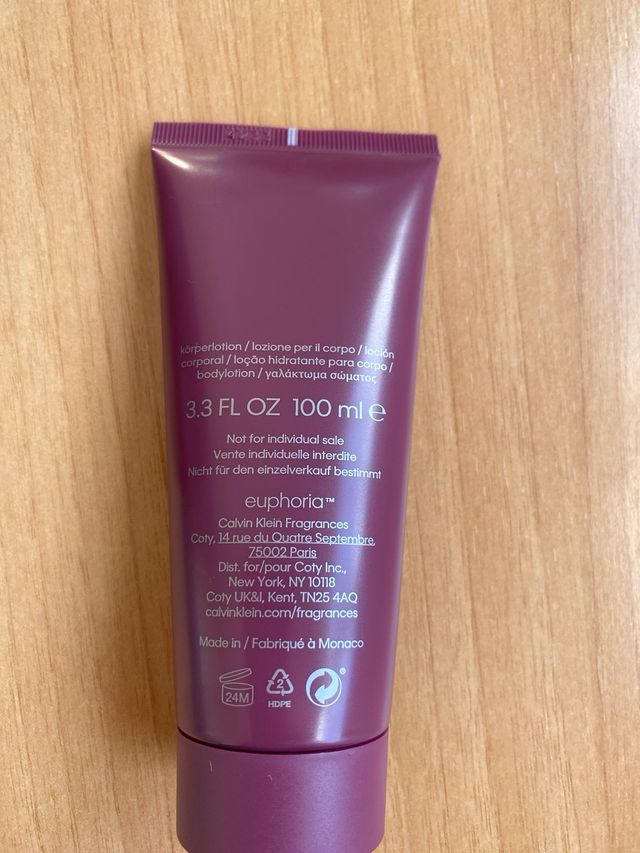 körperlotion / lozione per il corpo / loción
corporal / loção hidratante para corpo /
bodylotion / γαλάκτωμα σώματος
3.3 FL OZ 100 ml ℮
Not for individual sale
Vente individuelle interdite
Nicht für den einzelverkauf bestimmt
euphoria™
Calvin Klein Fragrances
Coty, 14 rue du Quatre Septembre,
75002 Paris
Dist. for/pour Coty Inc.,
New York, NY 10118
Coty UK&I, Kent, TN25 4AQ
calvinklein.com/fragrances
Made in / Fabriqué à Monaco
24M
2
HDPE
®